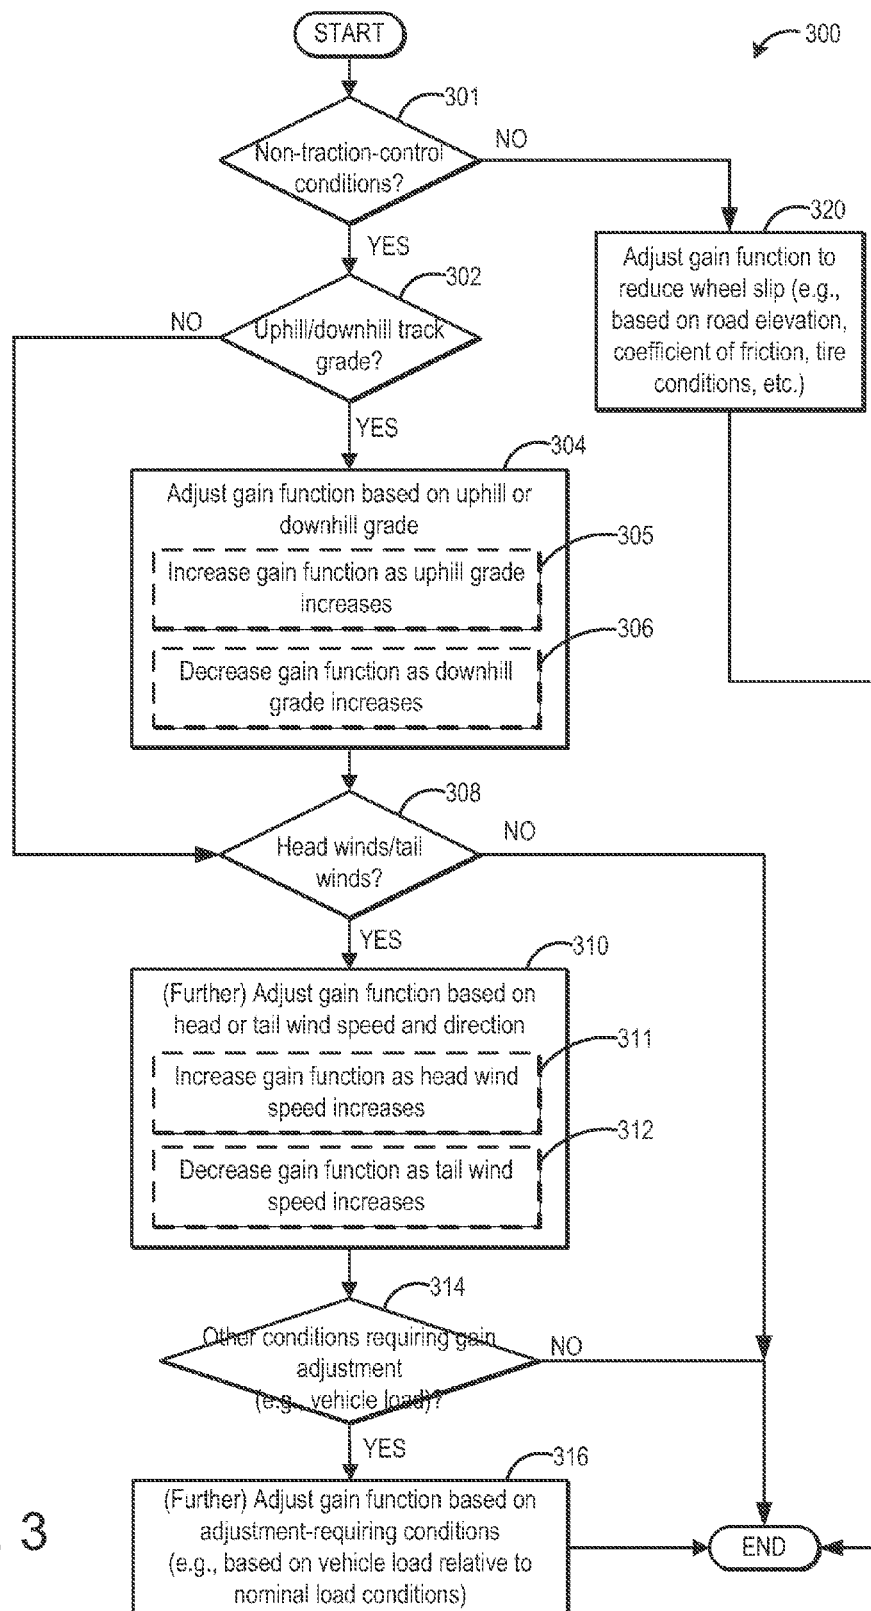 START
300
301
Non-traction-control
conditions?
NO
YES
320
Adjust gain function to
reduce wheel slip (e.g.,
based on road elevation,
coefficient of friction, tire
conditions, etc.)
302
NO
Uphill/downhill track
grade?
YES
304
Adjust gain function based on uphill or
downhill grade
305
Increase gain function as uphill grade
increases
306
Decrease gain function as downhill
grade increases
308
Head winds/tail
winds?
NO
YES
310
(Further) Adjust gain function based on
head or tail wind speed and direction
311
Increase gain function as head wind
speed increases
312
Decrease gain function as tail wind
speed increases
314
Other conditions requiring gain
adjustment
(e.g., vehicle load)?
NO
YES
316
(Further) Adjust gain function based on
adjustment-requiring conditions
(e.g., based on vehicle load relative to
nominal load conditions)
END
. 3